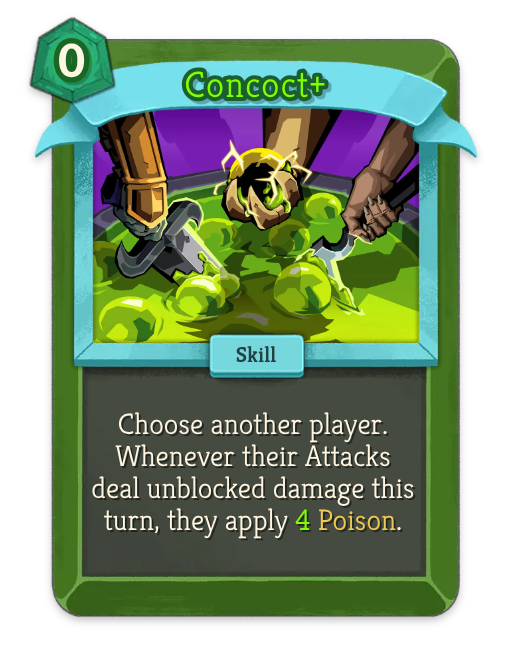 0
Concoct+
Skill
Choose another player.
Whenever their Attacks
deal unblocked damage this
turn, they apply 4 Poison.